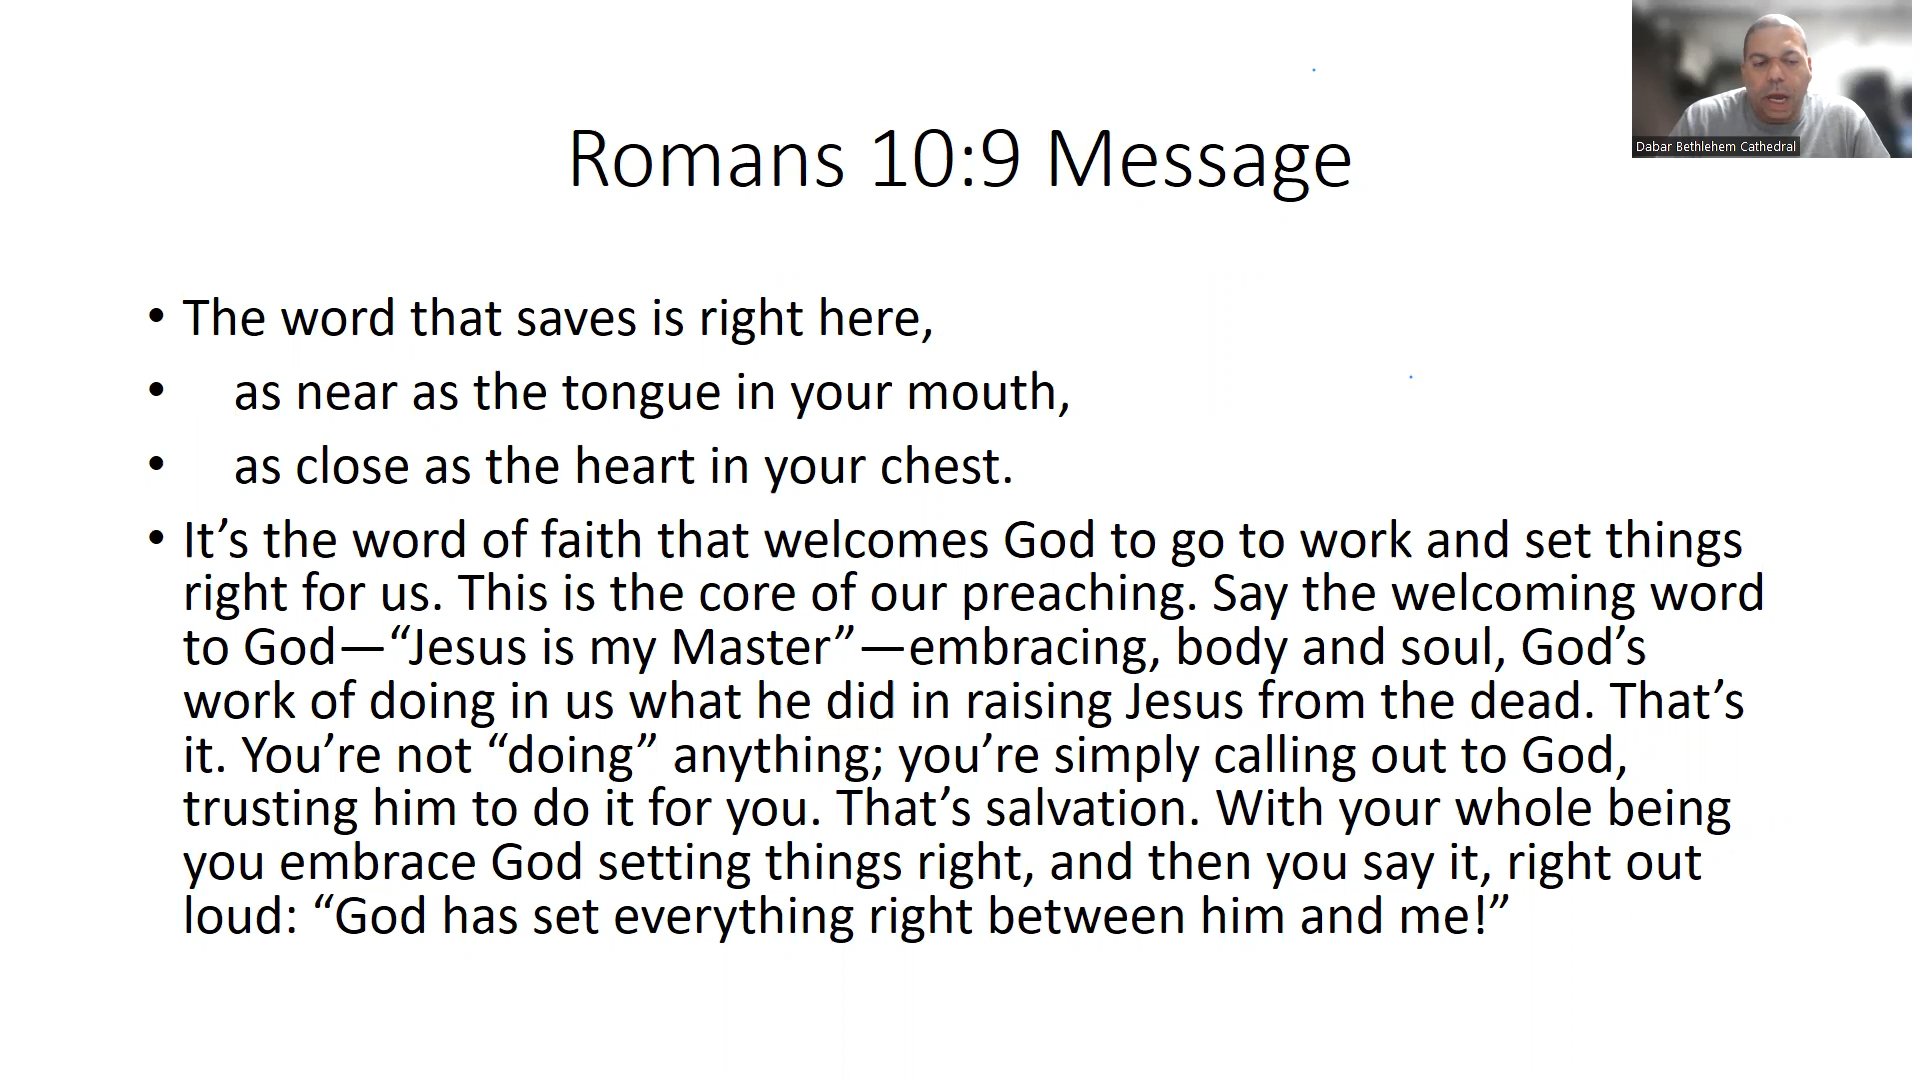 Dabar Bethlehem Cathedral
Romans 10:9 Message
• The word that saves is right here,
• as near as the tongue in your mouth,
• as close as the heart in your chest.
• It’s the word of faith that welcomes God to go to work and set things
right for us. This is the core of our preaching. Say the welcoming word
to God—“Jesus is my Master”—embracing, body and soul, God’s
work of doing in us what he did in raising Jesus from the dead. That’s
it. You’re not “doing” anything; you’re simply calling out to God,
trusting him to do it for you. That’s salvation. With your whole being
you embrace God setting things right, and then you say it, right out
loud: “God has set everything right between him and me!”